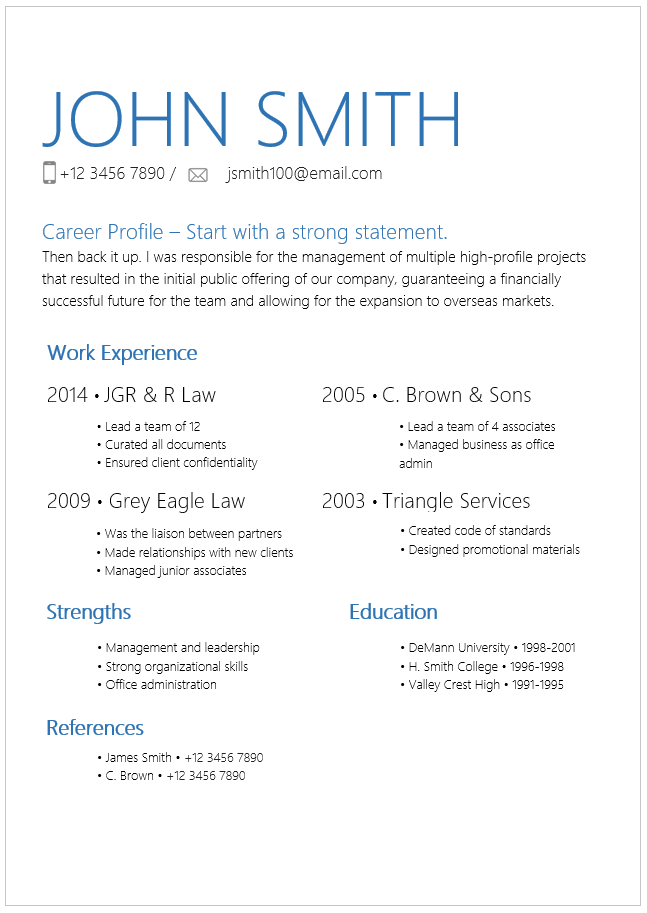 JOHN SMITH
+12 3456 7890 / jsmith100@email.com
Career Profile – Start with a strong statement.
Then back it up. I was responsible for the management of multiple high-profile projects
that resulted in the initial public offering of our company, guaranteeing a financially
successful future for the team and allowing for the expansion to overseas markets.
Work Experience
2014 • JGR & R Law
• Lead a team of 12
• Curated all documents
• Ensured client confidentiality
2005 • C. Brown & Sons
• Lead a team of 4 associates
• Managed business as office
admin
2009 • Grey Eagle Law
• Was the liaison between partners
• Made relationships with new clients
• Managed junior associates
2003 • Triangle Services
• Created code of standards
• Designed promotional materials
Strengths
• Management and leadership
• Strong organizational skills
• Office administration
Education
• DeMann University • 1998-2001
• H. Smith College • 1996-1998
• Valley Crest High • 1991-1995
References
• James Smith • +12 3456 7890
• C. Brown • +12 3456 7890